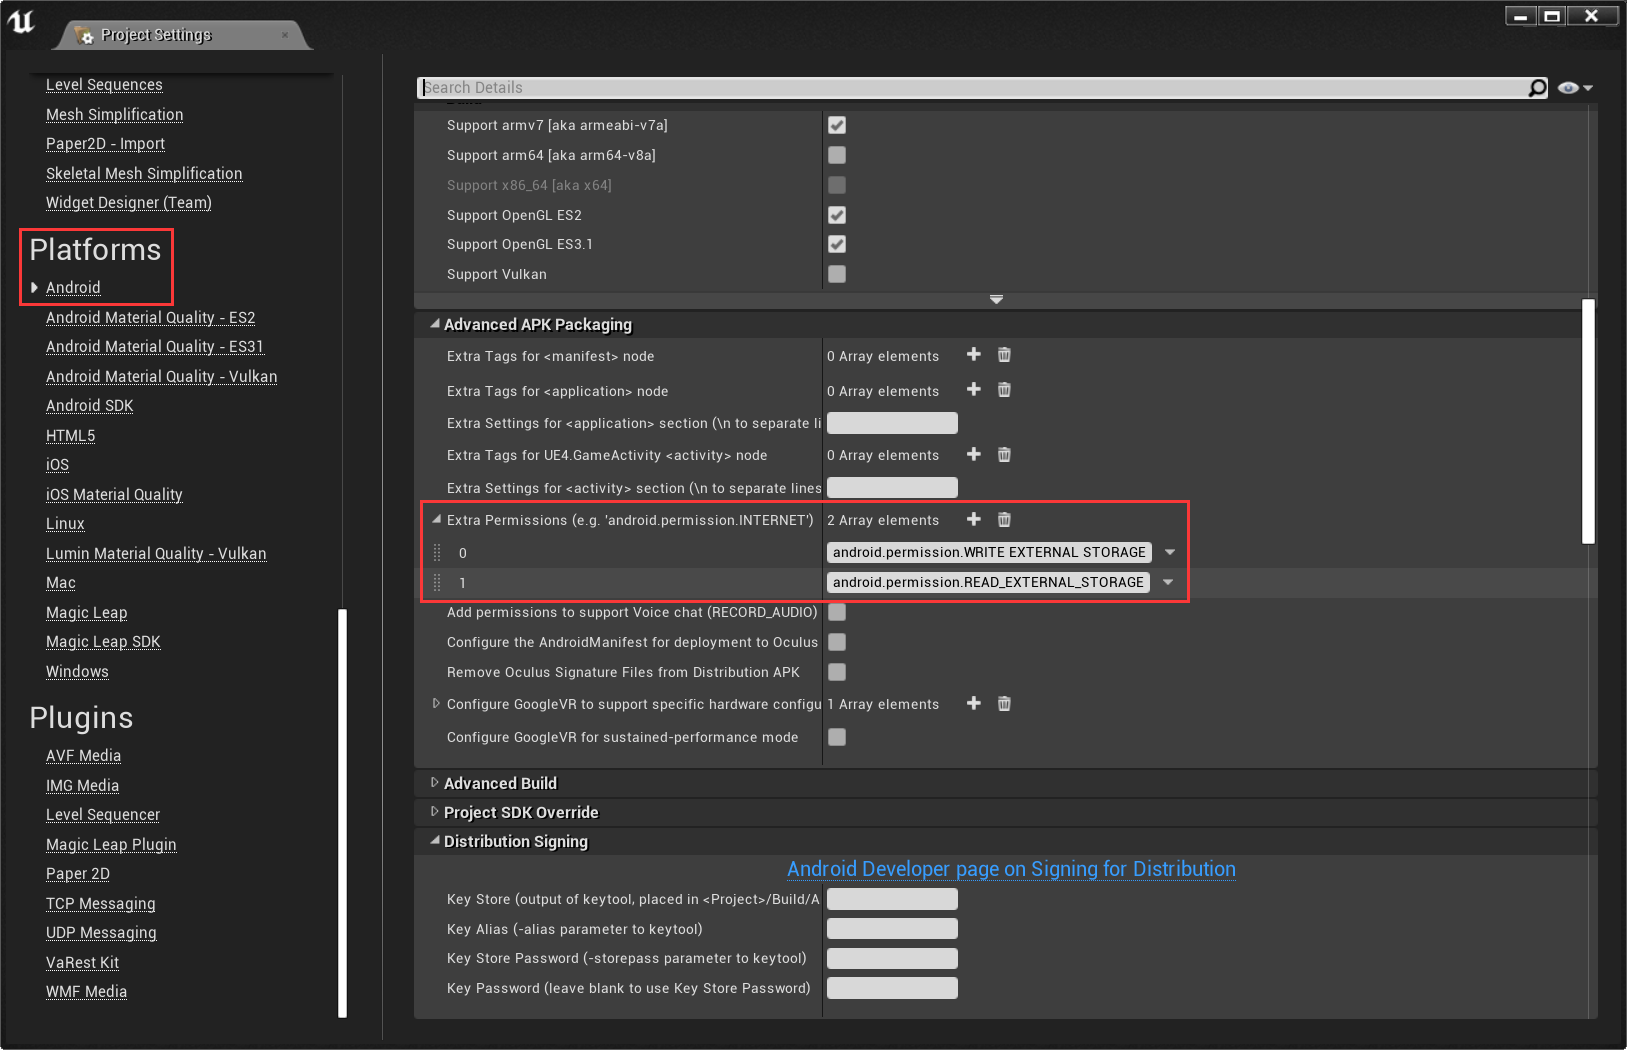 Project Settings
Level Sequences
Mesh Simplification
Paper2D - Import
Skeletal Mesh Simplification
Widget Designer (Team)
Platforms
Android
Android Material Quality - ES2
Android Material Quality - ES31
Android Material Quality - Vulkan
Android SDK
HTML5
iOS
iOS Material Quality
Linux
Lumin Material Quality - Vulkan
Mac
Magic Leap
Magic Leap SDK
Windows
Plugins
AVF Media
IMG Media
Level Sequencer
Magic Leap Plugin
Paper 2D
TCP Messaging
UDP Messaging
VaRest Kit
WMF Media
Search Details
Support armv7 [aka armeabi-v7a]
Support arm64 [aka arm64-v8a]
Support x86_64 [aka x64]
Support OpenGL ES2
Support OpenGL ES3.1
Support Vulkan
Advanced APK Packaging
Extra Tags for <manifest> node 0 Array elements
Extra Tags for <application> node 0 Array elements
Extra Settings for <application> section (\n to separate li
Extra Tags for UE4.GameActivity <activity> node 0 Array elements
Extra Settings for <activity> section (\n to separate lines
Extra Permissions (e.g. 'android.permission.INTERNET') 2 Array elements
0 android.permission.WRITE EXTERNAL STORAGE
1 android.permission.READ_EXTERNAL_STORAGE
Add permissions to support Voice chat (RECORD_AUDIO)
Configure the AndroidManifest for deployment to Oculus
Remove Oculus Signature Files from Distribution APK
Configure GoogleVR to support specific hardware configu 1 Array elements
Configure GoogleVR for sustained-performance mode
Advanced Build
Project SDK Override
Distribution Signing
Android Developer page on Signing for Distribution
Key Store (output of keytool, placed in <Project>/Build/A
Key Alias (-alias parameter to keytool)
Key Store Password (-storepass parameter to keytool)
Key Password (leave blank to use Key Store Password)